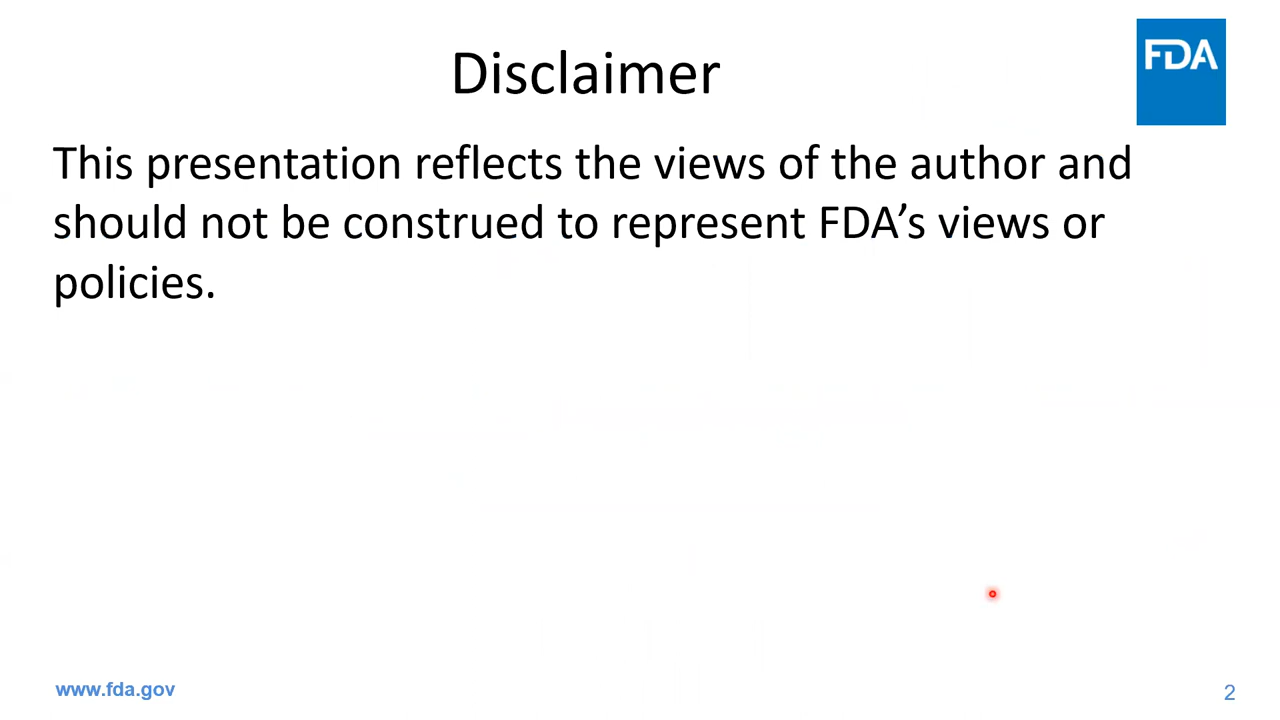 Disclaimer
FDA
This presentation reflects the views of the author and
should not be construed to represent FDA’s views or
policies.
www.fda.gov
2